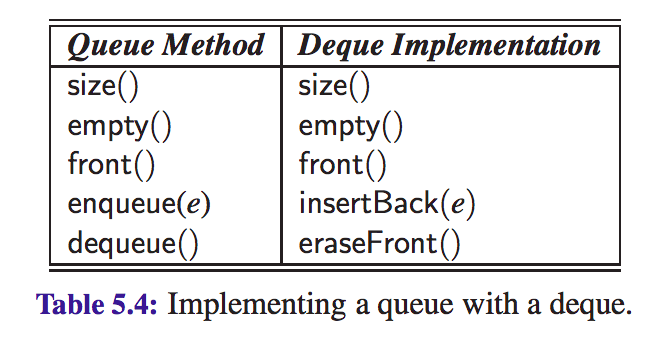 Queue Method Deque Implementation
size() size()
empty() empty()
front() front()
enqueue(e) insertBack(e)
dequeue() eraseFront()
Table 5.4: Implementing a queue with a deque.